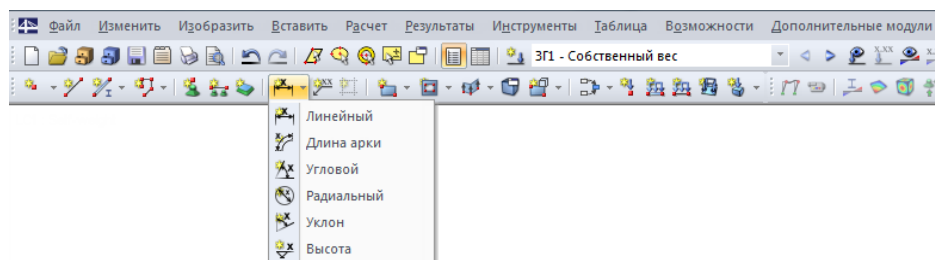 Файл Изменить Изобразить Вставить Расчет Результаты Инструменты Таблица Возможности Дополнительные модули
ЗГ1 - Собственный вес
Линейный
Длина арки
Угловой
Радиальный
Уклон
Высота